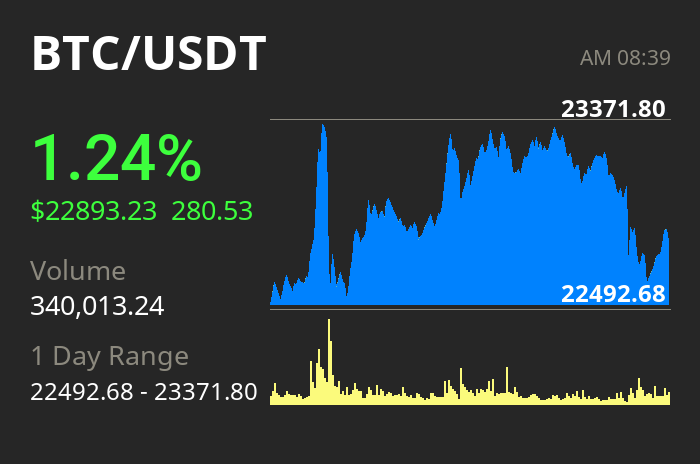 BTC/USDT
AM 08:39
23371.80
1.24%
$22893.23 280.53
Volume
340,013.24
22492.68
1 Day Range
22492.68 - 23371.80